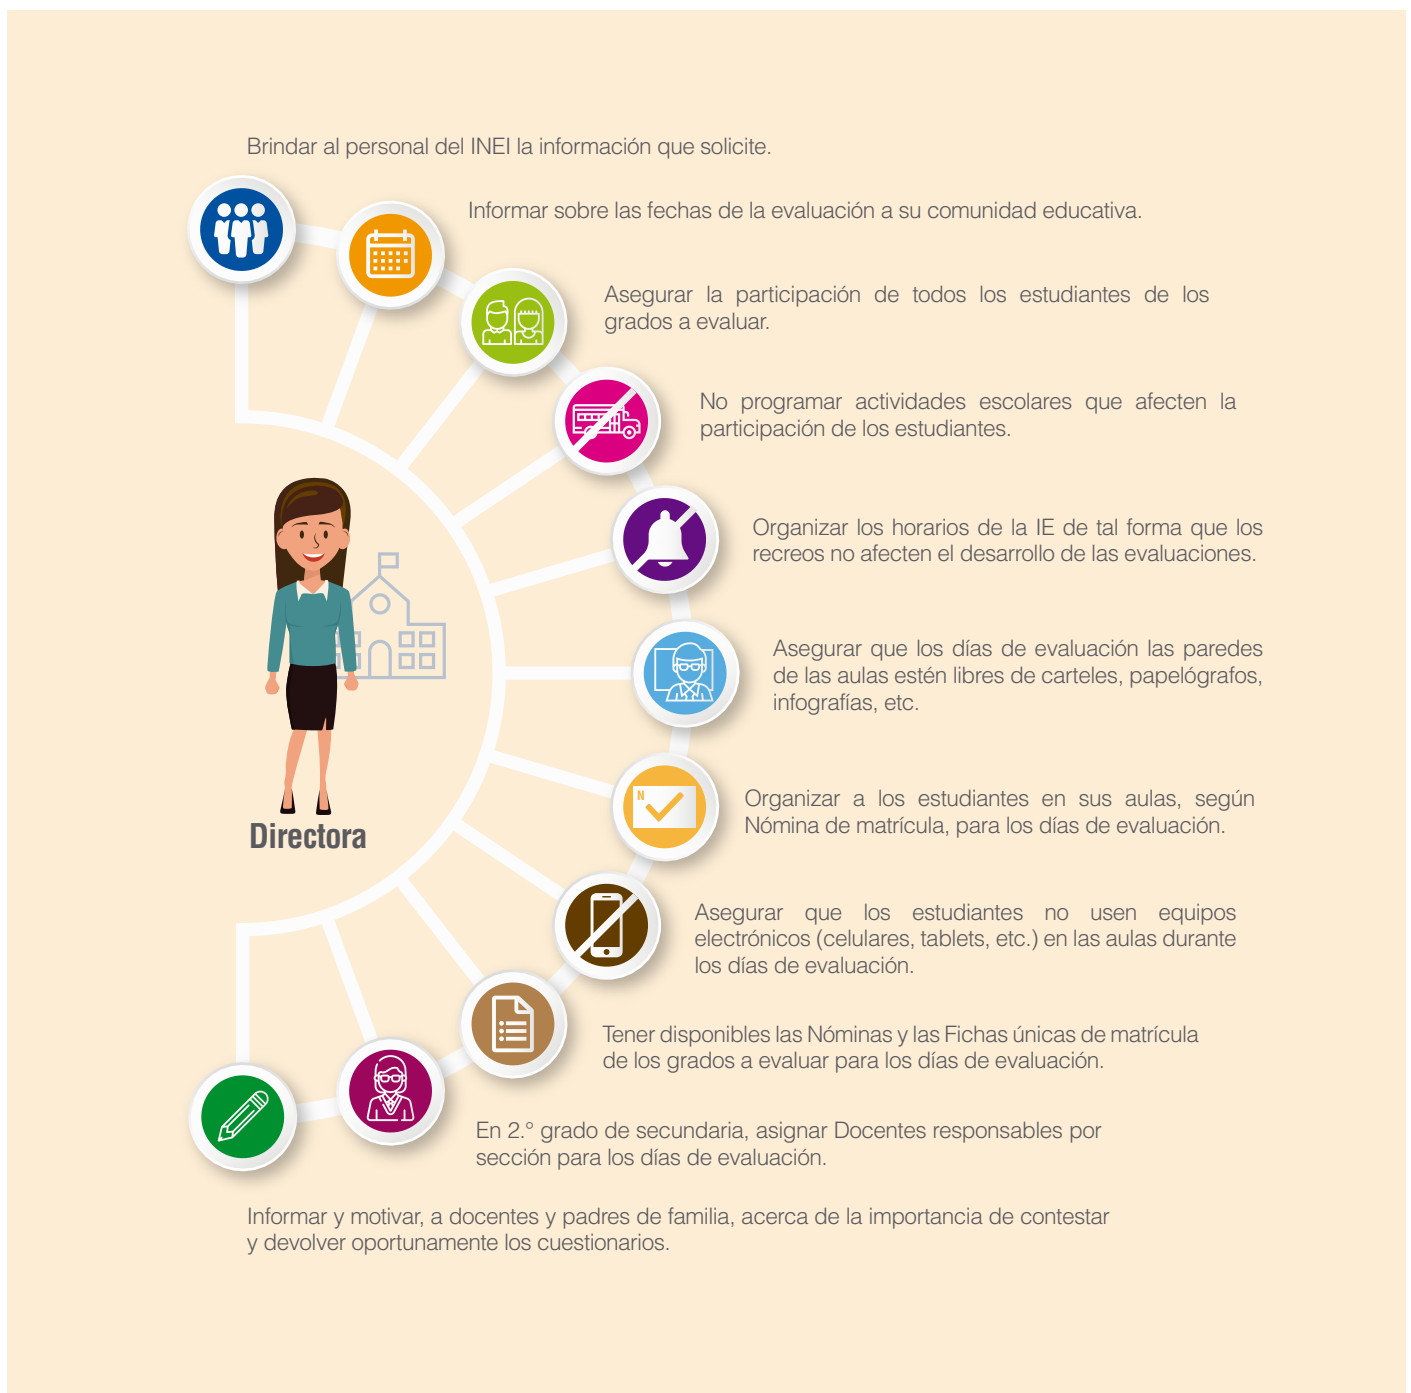 Brindar al personal del INEI la información que solicite.
Informar sobre las fechas de la evaluación a su comunidad educativa.
Asegurar la participación de todos los estudiantes de los
grados a evaluar.
No programar actividades escolares que afecten la
participación de los estudiantes.
Organizar los horarios de la IE de tal forma que los
recreos no afecten el desarrollo de las evaluaciones.
Asegurar que los días de evaluación las paredes
de las aulas estén libres de carteles, papelógrafos,
infografías, etc.
N
Organizar a los estudiantes en sus aulas, según
Nómina de matrícula, para los días de evaluación.
Directora
Asegurar que los estudiantes no usen equipos
electrónicos (celulares, tablets, etc.) en las aulas durante
los días de evaluación.
Tener disponibles las Nóminas y las Fichas únicas de matrícula
de los grados a evaluar para los días de evaluación.
En 2.° grado de secundaria, asignar Docentes responsables por
sección para los días de evaluación.
Informar y motivar, a docentes y padres de familia, acerca de la importancia de contestar
y devolver oportunamente los cuestionarios.